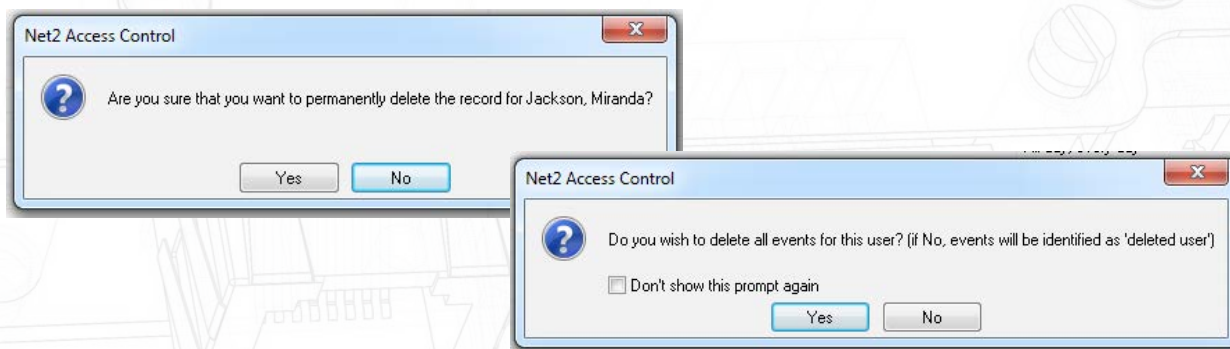 Net2 Access Control
Are you sure that you want to permanently delete the record for Jackson, Miranda?
Yes No
Net2 Access Control
Do you wish to delete all events for this user? (if No, events will be identified as 'deleted user')
Don't show this prompt again
Yes No